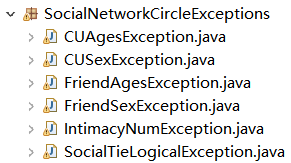 SocialNetworkCircleExceptions
CUAgesException.java
CUSexException.java
FriendAgesException.java
FriendSexException.java
IntimacyNumException.java
SocialTieLogicalException.java